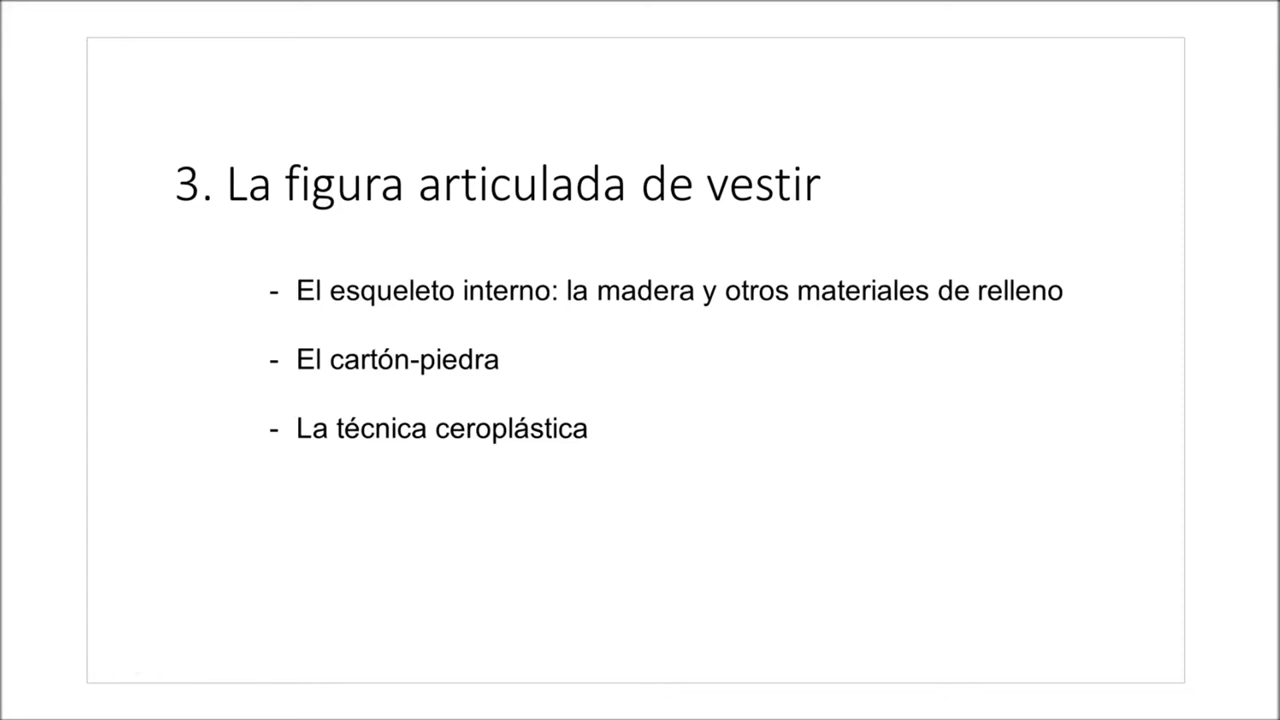 3. La figura articulada de vestir
- El esqueleto interno: la madera y otros materiales de relleno
- El cartón-piedra
- La técnica ceroplástica